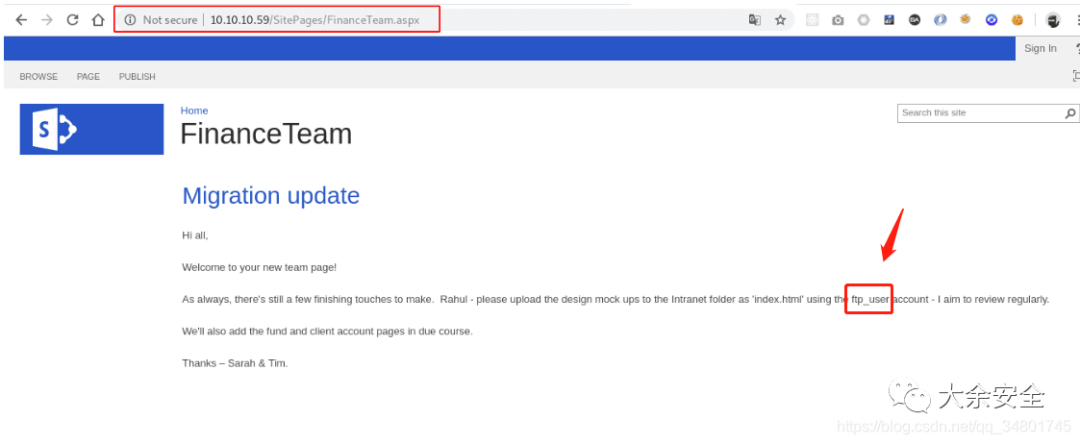 Not secure | 10.10.10.59/SitePages/FinanceTeam.aspx
Sign In
?
BROWSE PAGE PUBLISH
S
Home
FinanceTeam
Search this site
Migration update
Hi all,
Welcome to your new team page!
As always, there's still a few finishing touches to make. Rahul - please upload the design mock ups to the Intranet folder as 'index.html' using the ftp_user account - I aim to review regularly.
We'll also add the fund and client account pages in due course.
Thanks – Sarah & Tim.
大余安全
https://blog.csdn.net/qq_34801745